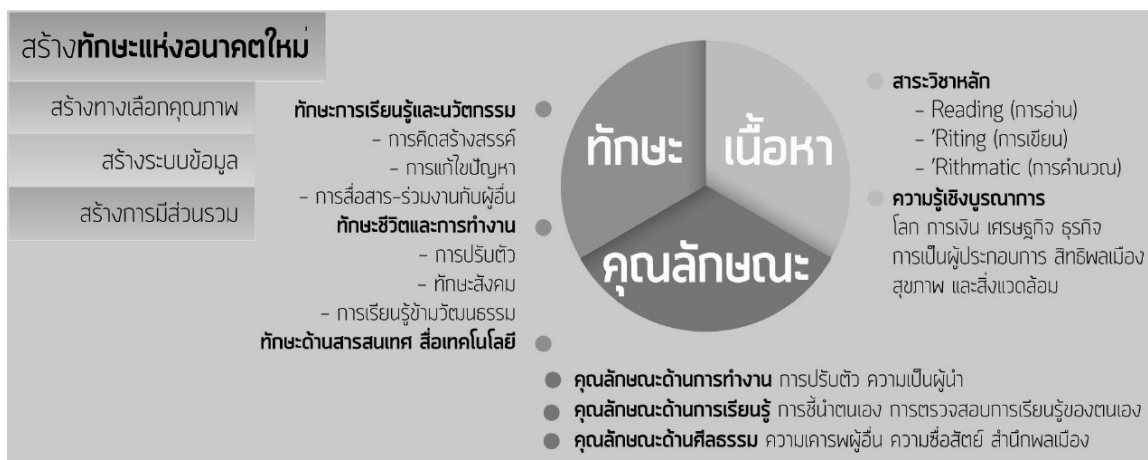 สร้างทักษะแห่งอนาคตใหม่
สร้างทางเลือกคุณภาพ
สร้างระบบข้อมูล
สร้างการมีส่วนรวม
ทักษะการเรียนรู้และนวัตกรรม
– การคิดสร้างสรรค์
– การแก้ไขปัญหา
– การสื่อสาร-ร่วมงานกับผู้อื่น
ทักษะชีวิตและการทำงาน
– การปรับตัว
– ทักษะสังคม
– การเรียนรู้ข้ามวัฒนธรรม
ทักษะด้านสารสนเทศ สื่อเทคโนโลยี
ทักษะ
เนื้อหา
คุณลักษณะ
สาระวิชาหลัก
– Reading (การอ่าน)
– 'Riting (การเขียน)
– 'Rithmatic (การคำนวณ)
ความรู้เชิงบูรณาการ
โลก การเงิน เศรษฐกิจ ธุรกิจ
การเป็นผู้ประกอบการ สิทธิพลเมือง
สุขภาพ และสิ่งแวดล้อม
คุณลักษณะด้านการทำงาน การปรับตัว ความเป็นผู้นำ
คุณลักษณะด้านการเรียนรู้ การชี้นำตนเอง การตรวจสอบการเรียนรู้ของตนเอง
คุณลักษณะด้านศีลธรรม ความเคารพผู้อื่น ความซื่อสัตย์ สำนึกพลเมือง